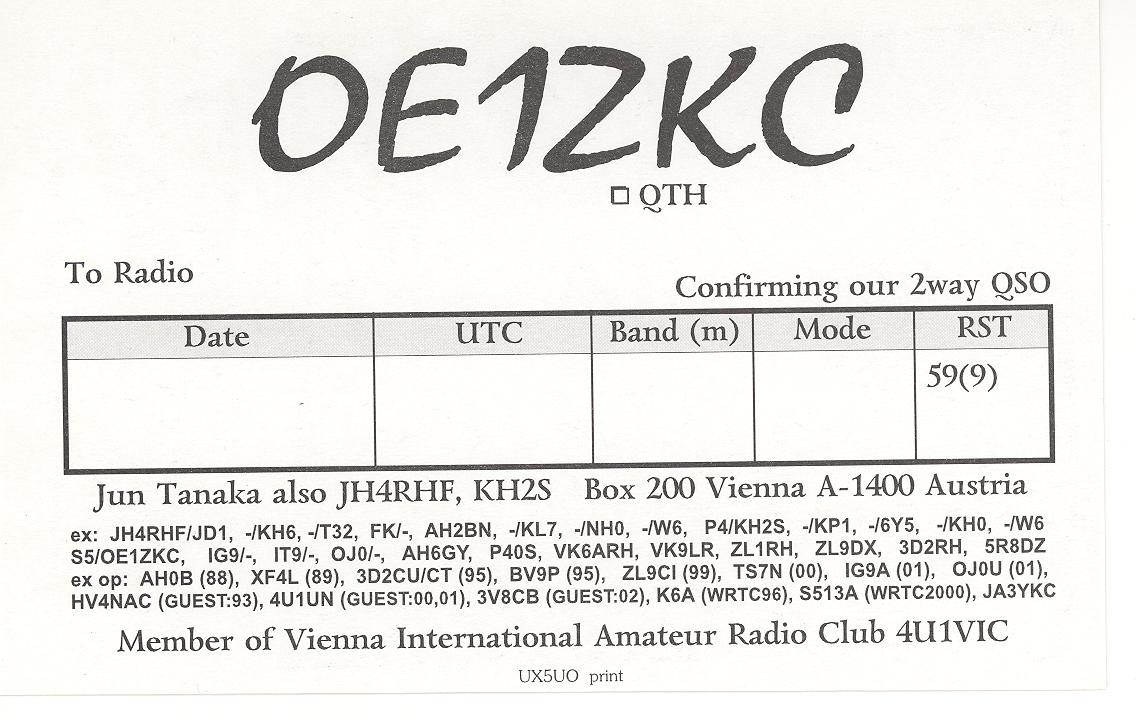 OE1ZKC
□ QTH
To Radio
Confirming our 2way QSO
Date UTC Band (m) Mode RST
59(9)
Jun Tanaka also JH4RHF, KH2S Box 200 Vienna A-1400 Austria
ex: JH4RHF/JD1, -/KH6, -/T32, FK/-, AH2BN, -/KL7, -/NH0, -/W6, P4/KH2S, -/KP1, -/6Y5, -/KH0, -/W6
S5/OE1ZKC, IG9/-, IT9/-, OJ0/-, AH6GY, P40S, VK6ARH, VK9LR, ZL1RH, ZL9DX, 3D2RH, 5R8DZ
ex op: AH0B (88), XF4L (89), 3D2CU/CT (95), BV9P (95), ZL9CI (99), TS7N (00), IG9A (01), OJ0U (01),
HV4NAC (GUEST:93), 4U1UN (GUEST:00,01), 3V8CB (GUEST:02), K6A (WRTC96), S513A (WRTC2000), JA3YKC
Member of Vienna International Amateur Radio Club 4U1VIC
UX5UO print